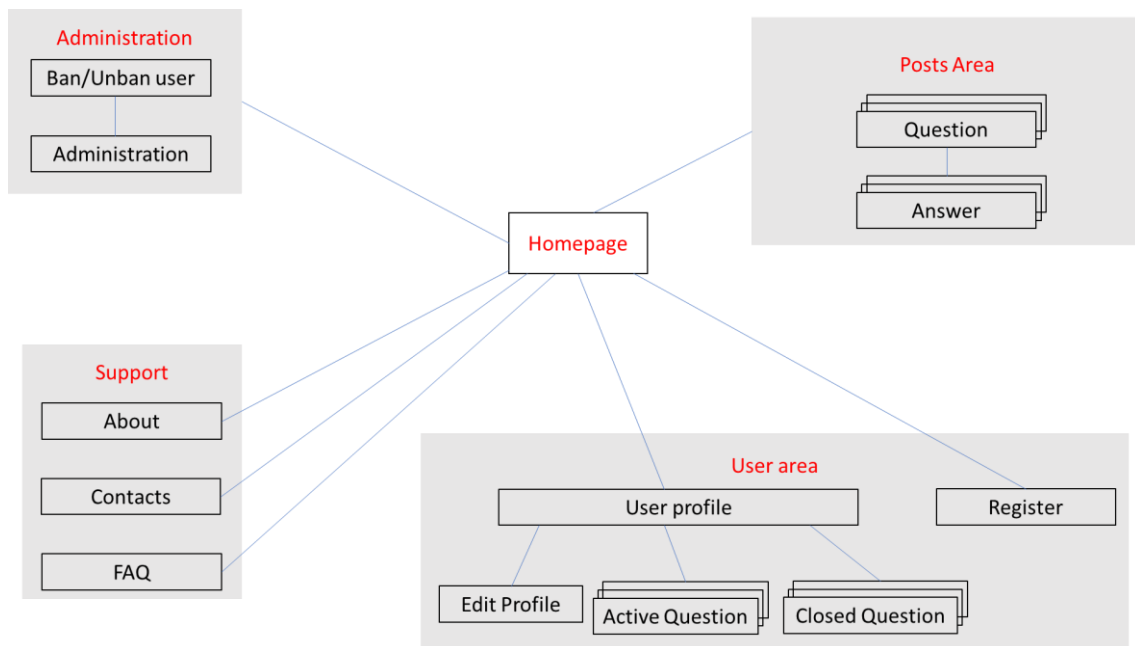 Administration
Ban/Unban user
Administration
Posts Area
Question
Answer
Homepage
Support
About
Contacts
FAQ
User area
User profile
Register
Edit Profile
Active Question
Closed Question